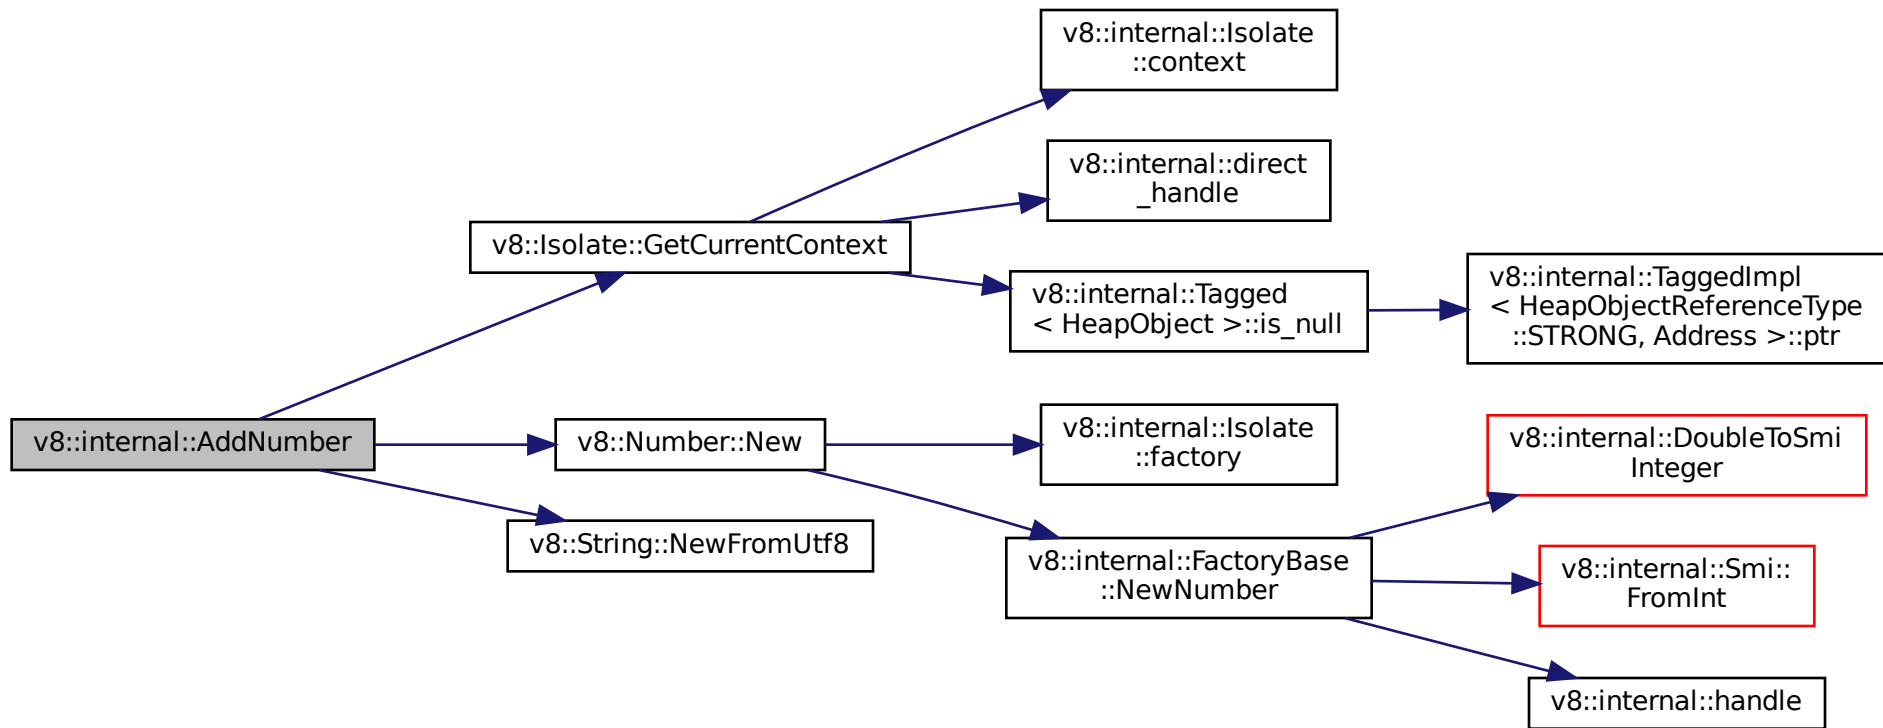 v8::internal::AddNumber
v8::Isolate::GetCurrentContext
v8::internal::Isolate
::context
v8::internal::direct
_handle
v8::internal::Tagged
< HeapObject >::is_null
v8::internal::TaggedImpl
< HeapObjectReferenceType
::STRONG, Address >::ptr
v8::Number::New
v8::internal::Isolate
::factory
v8::internal::FactoryBase
::NewNumber
v8::internal::DoubleToSmi
Integer
v8::internal::Smi::
FromInt
v8::internal::handle
v8::String::NewFromUtf8